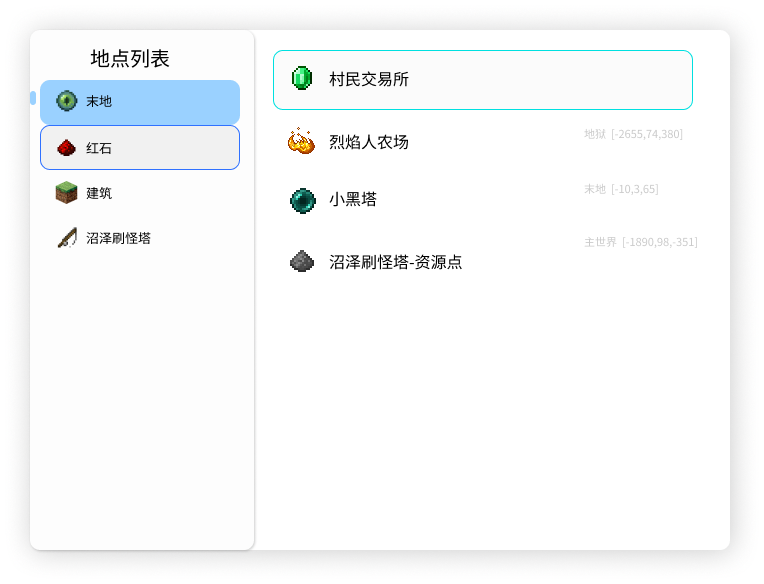 地点列表
末地
红石
建筑
沼泽刷怪塔
村民交易所
烈焰人农场
地狱 [-2655,74,380]
小黑塔
末地 [-10,3,65]
沼泽刷怪塔-资源点
主世界 [-1890,98,-351]